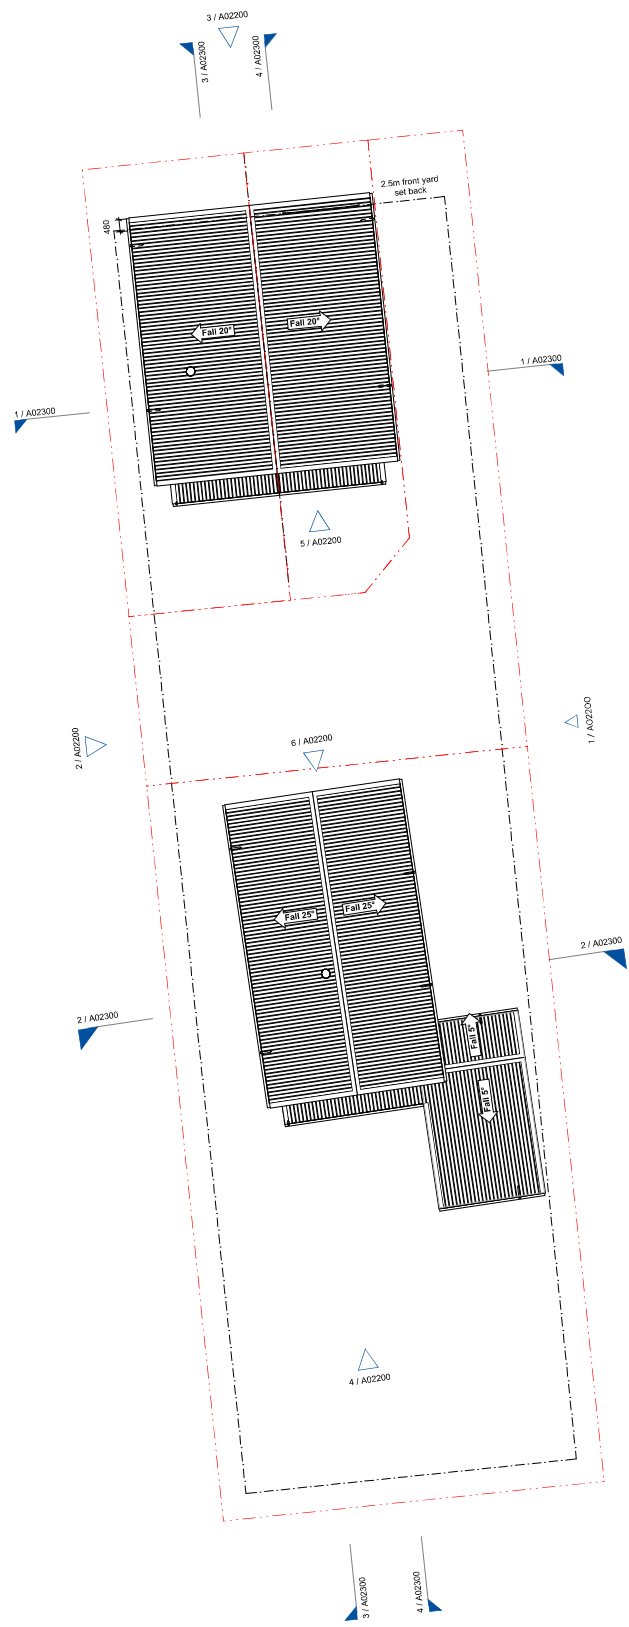 3 / A02200
3 / A02300
4 / A02300
2.5m front yard
set back
480
Fall 20°
Fall 20°
1 / A02300
1 / A02300
5 / A02200
2 / A02200
1 / A02200
6 / A02200
Fall 25°
Fall 25°
2 / A02300
2 / A02300
Fall 5°
Fall 5°
4 / A02200
3 / A02300
4 / A02300